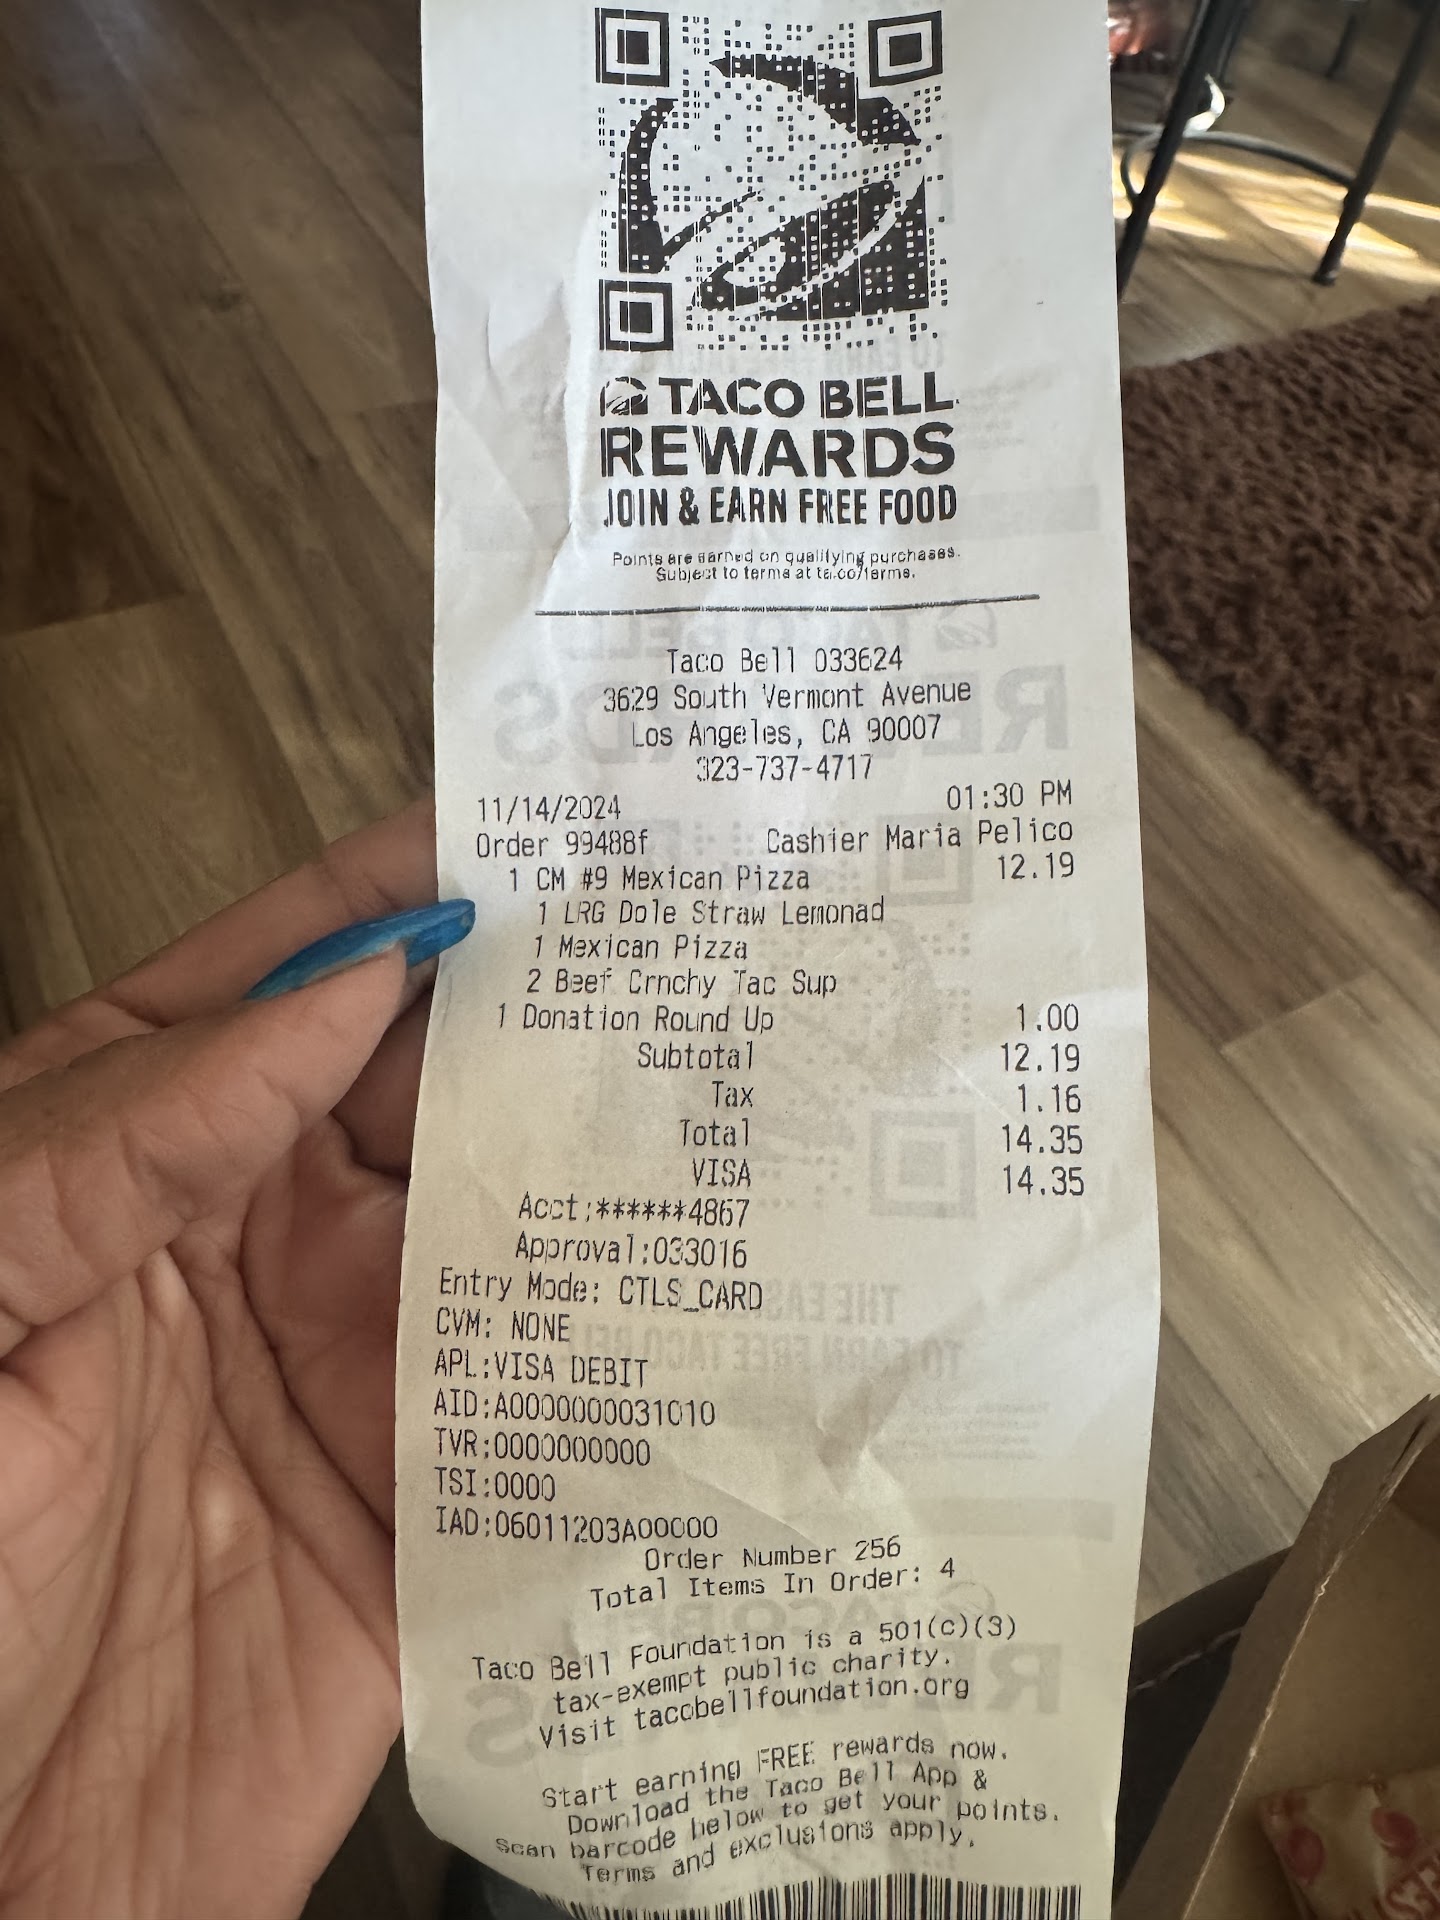 TACO BELL
REWARDS
JOIN & EARN FREE FOOD
Points are earned on qualifying purchases.
Subject to terms at ta.co/terms.
Taco Bell 033624
3629 South Vermont Avenue
Los Angeles, CA 90007
323-737-4717
11/14/2024 01:30 PM
Order 99488f Cashier Maria Pelico
1 CM #9 Mexican Pizza 12.19
1 LRG Dole Straw Lemonad
1 Mexican Pizza
2 Beef Crnchy Tac Sup
1 Donation Round Up 1.00
Subtotal 12.19
Tax 1.16
Total 14.35
VISA 14.35
Acct:******4867
Approval:033016
Entry Mode: CTLS_CARD
CVM: NONE
APL:VISA DEBIT
AID:A0000000031010
TVR:0000000000
TSI:0000
IAD:06011203A00000
Order Number 256
Total Items In Order: 4
Taco Bell Foundation is a 501(c)(3)
tax-exempt public charity.
Visit tacobellfoundation.org
Start earning FREE rewards now.
Download the Taco Bell App &
Scan barcode below to get your points.
Terms and exclusions apply.